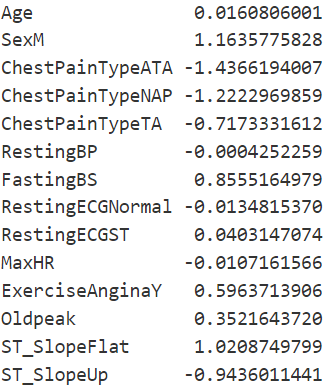 Age 0.0160806001
SexM 1.1635775828
ChestPainTypeATA -1.4366194007
ChestPainTypeNAP -1.2222969859
ChestPainTypeTA -0.7173331612
RestingBP -0.0004252259
FastingBS 0.8555164979
RestingECGNormal -0.0134815370
RestingECGST 0.0403147074
MaxHR -0.0107161566
ExerciseAnginaY 0.5963713906
Oldpeak 0.3521643720
ST_SlopeFlat 1.0208749799
ST_SlopeUp -0.9436011441